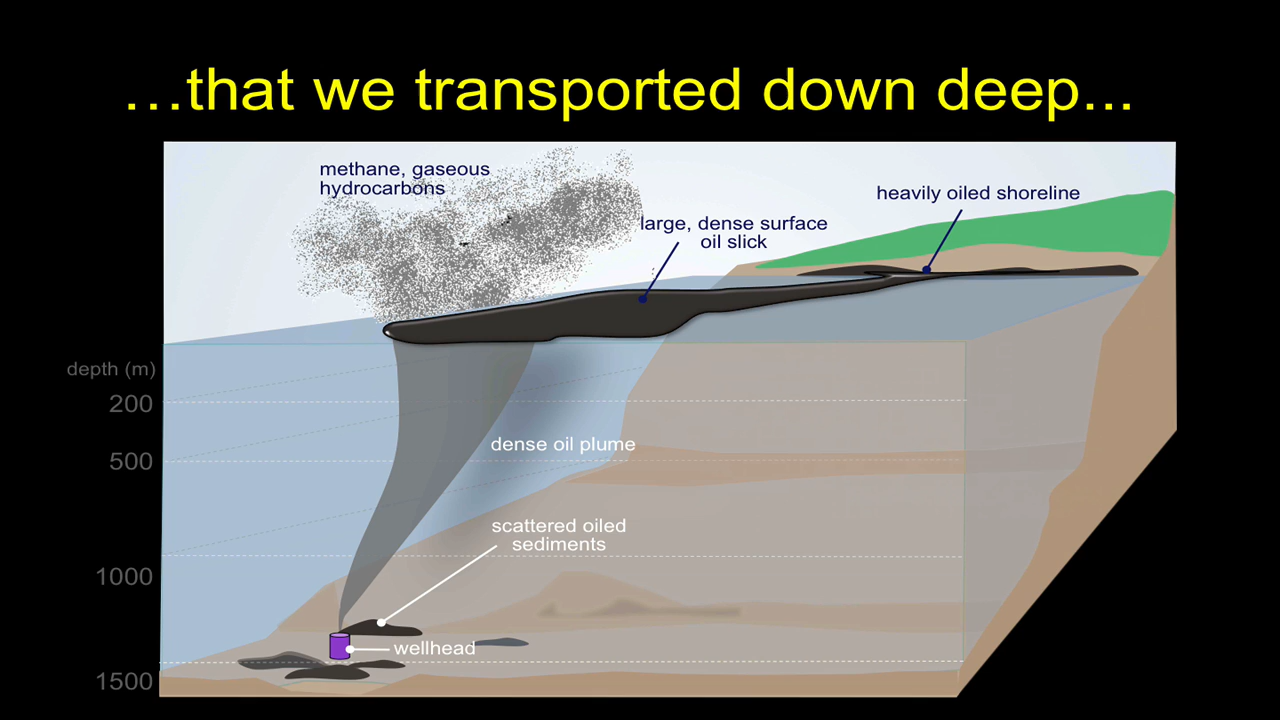 …that we transported down deep...
methane, gaseous
hydrocarbons
heavily oiled shoreline
large, dense surface
oil slick
depth (m)
200
500
dense oil plume
scattered oiled
sediments
1000
wellhead
1500